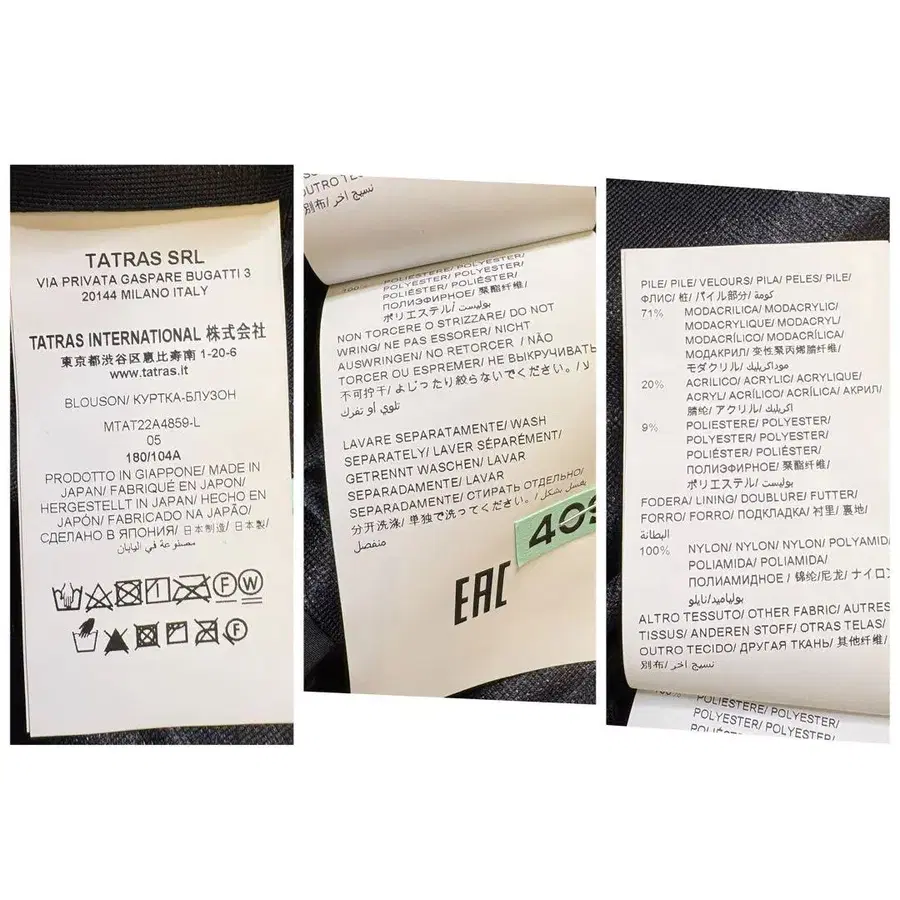 TATRAS SRL
VIA PRIVATA GASPARE BUGATTI 3
20144 MILANO ITALY
TATRAS INTERNATIONAL 株式会社
東京都渋谷区恵比寿南 1-20-6
www.tatras.it
BLOUSON/ КУРТКА-БЛУЗОН
MTAT22A4859-L
05
180/104A
PRODOTTO IN GIAPPONE/ MADE IN
JAPAN/ FABRIQUÉ EN JAPON/
HERGESTELLT IN JAPAN/ HECHO EN
JAPÓN/ FABRICADO NA JAPÃO/
СДЕЛАНО В ЯПОНИЯ/ 日本制造/ 日本製/
مصنوعة في اليابان
F W
F
OUTRO TE
別布/ نسيج اخر/
100% POLIESTERE/ POLYESTER/
POLYESTER/ POLYESTER/
POLIÉSTER/ POLIÉSTER/
ПОЛИЭФИРНОЕ/ 聚酯纤维/
ポリエステル/ بوليست
NON TORCERE O STRIZZARE/ DO NOT
WRING/ NE PAS ESSORER/ NICHT
AUSWRINGEN/ NO RETORCER / NÃO
TORCER OU ESPREMER/ НЕ ВЫКРУЧИВАТЬ
不可拧干/ よじったり絞らないでください。/ لا
تلوي أو تفرك
LAVARE SEPARATAMENTE/ WASH
SEPARATELY/ LAVER SÉPARÉMENT/
GETRENNT WASCHEN/ LAVAR
SEPARADAMENTE/ LAVAR
SEPARADAMENTE/ СТИРАТЬ ОТДЕЛЬНО/
分开洗涤/ 単独で洗ってください。/ يغسل بشكل
منفصل
403
EAC
PILE/ PILE/ VELOURS/ PILA/ PELES/ PILE/
ФЛИС/ 桩/ パイル部分/ كومة
71% MODACRILICA/ MODACRYLIC/
MODACRYLIQUE/ MODACRYL/
MODACRÍLICO/ MODACRÍLICA/
МОДАКРИЛ/ 变性聚丙烯腈纤维/
モダクリル/ موداكريليك
20% ACRILICO/ ACRYLIC/ ACRYLIQUE/
ACRYL/ ACRÍLICO/ ACRÍLICA/ АКРИЛ/
腈纶/ アクリル/ اكريليك
9% POLIESTERE/ POLYESTER/
POLYESTER/ POLYESTER/
POLIÉSTER/ POLIÉSTER/
ПОЛИЭФИРНОЕ/ 聚酯纤维/
ポリエステル/ بوليست
FODERA/ LINING/ DOUBLURE/ FUTTER/
FORRO/ FORRO/ ПОДКЛАДКА/ 衬里/ 裏地/
البطانة
100% NYLON/ NYLON/ NYLON/ POLYAMID/
POLIAMIDA/ POLIAMIDA/
ПОЛИАМИДНОЕ / 锦纶/尼龙/ ナイロン
بولياميد/نايلو
ALTRO TESSUTO/ OTHER FABRIC/ AUTRES
TISSUS/ ANDEREN STOFF/ OTRAS TELAS/
OUTRO TECIDO/ ДРУГАЯ ТКАНЬ/ 其他纤维/
別布/ نسيج اخر/
100% POLIESTERE/ POLYESTER/
POLYESTER/ POLYESTER/